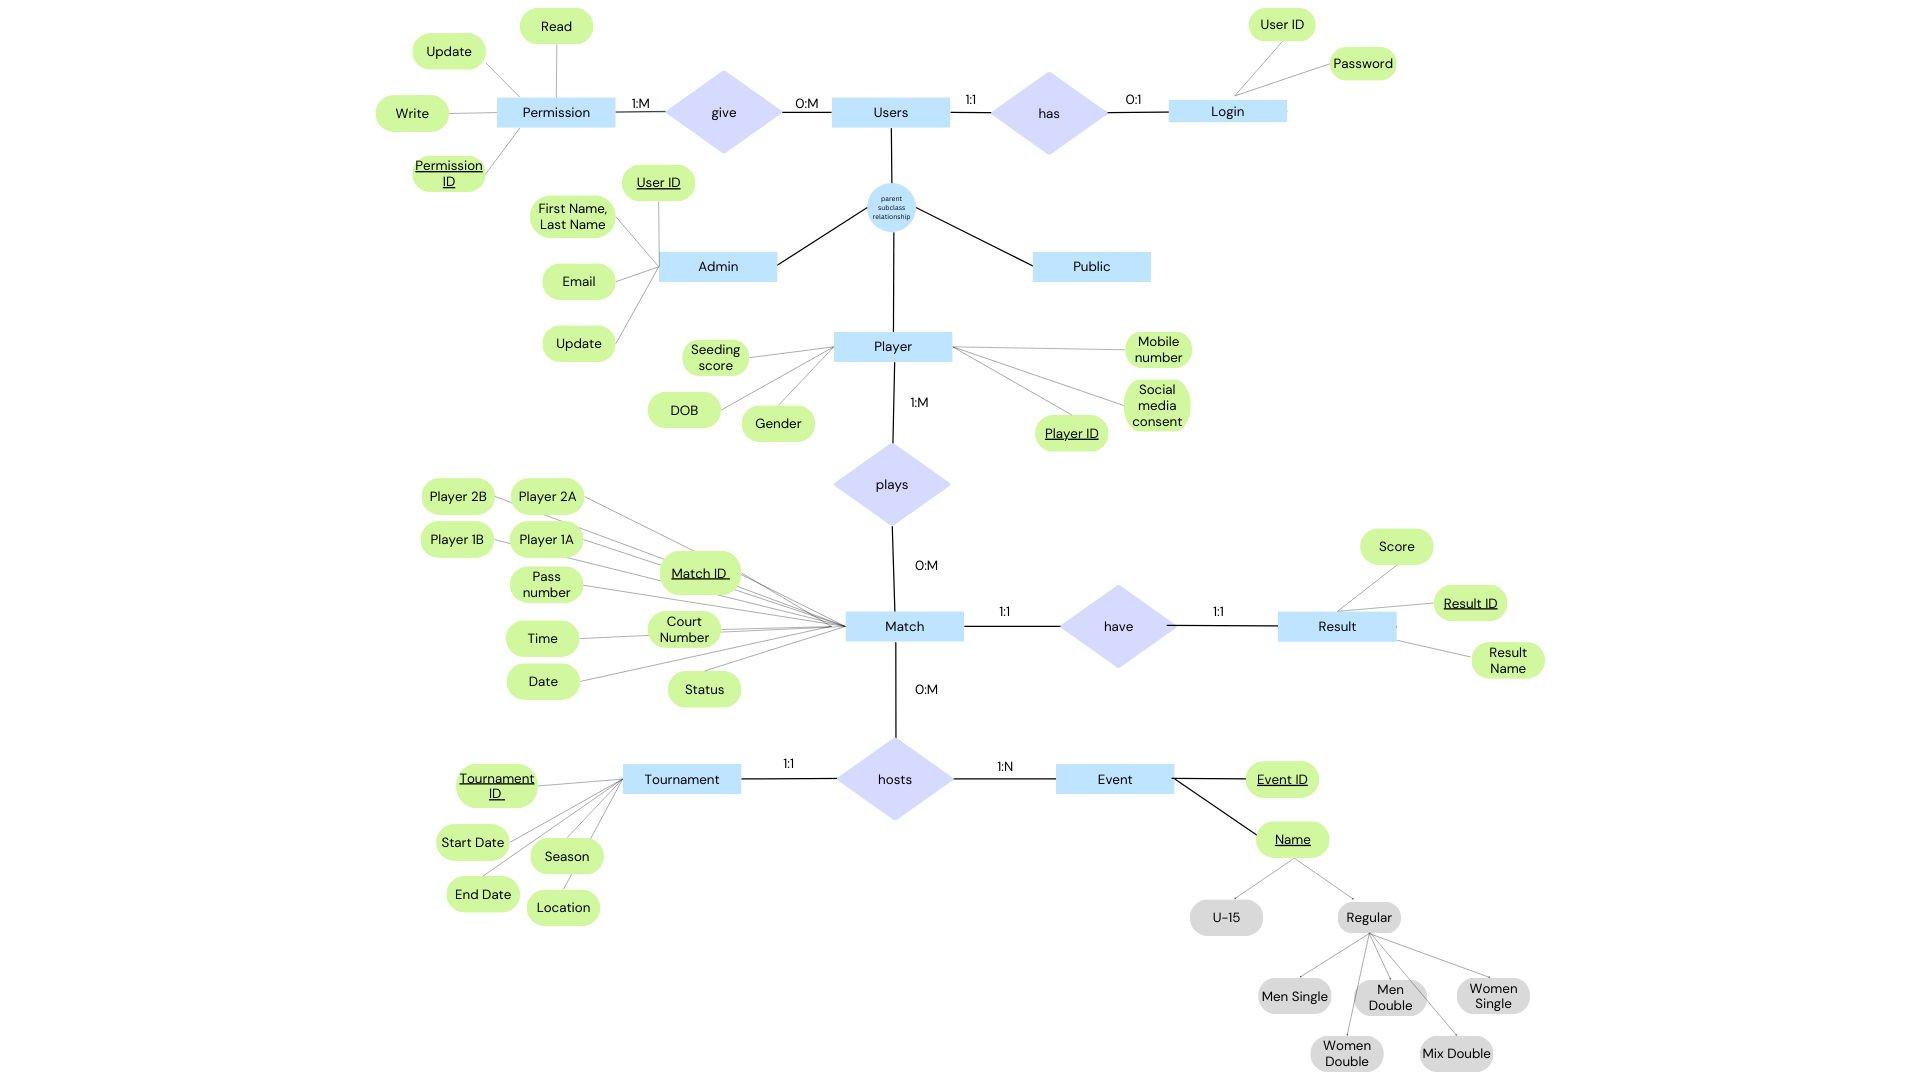 Read
User ID
Update
Password
Write
Permission
1:M
give
0:M
Users
1:1
has
0:1
Login
Permission
ID
User ID
First Name,
Last Name
parent
subclass
relationship
Email
Admin
Public
Update
Seeding
score
Player
Mobile
number
DOB
Gender
1:M
Social
media
consent
Player ID
plays
Player 2B
Player 2A
Player 1B
Player 1A
Pass
number
Match ID
0:M
Score
Result ID
Time
Court
Number
Match
1:1
have
1:1
Result
Result
Name
Date
Status
0:M
Tournament
ID
Tournament
1:1
hosts
1:N
Event
Event ID
Start Date
Season
End Date
Location
Name
U-15
Regular
Men Single
Men
Double
Women
Single
Women
Double
Mix Double